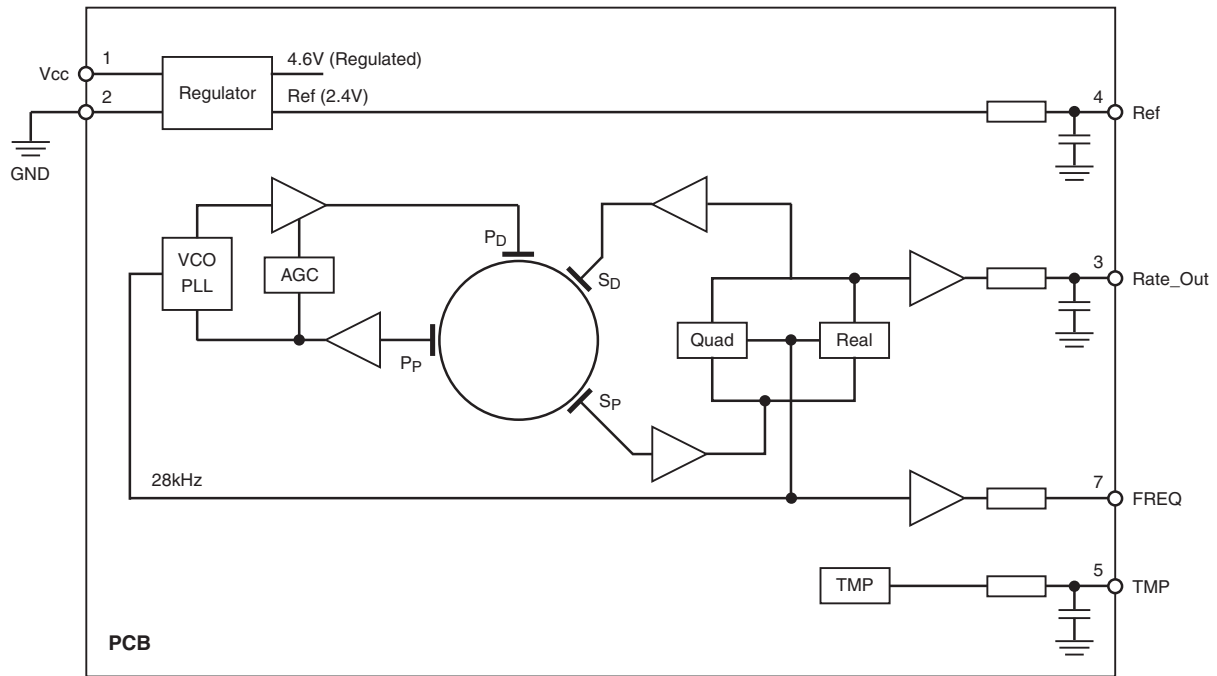 1
4.6V (Regulated)
Vcc
Regulator
2
Ref (2.4V)
4
Ref
GND
PD
VCO
PLL
AGC
SD
3
Rate_Out
Quad
Real
PP
SP
28kHz
7
FREQ
5
TMP
TMP
PCB